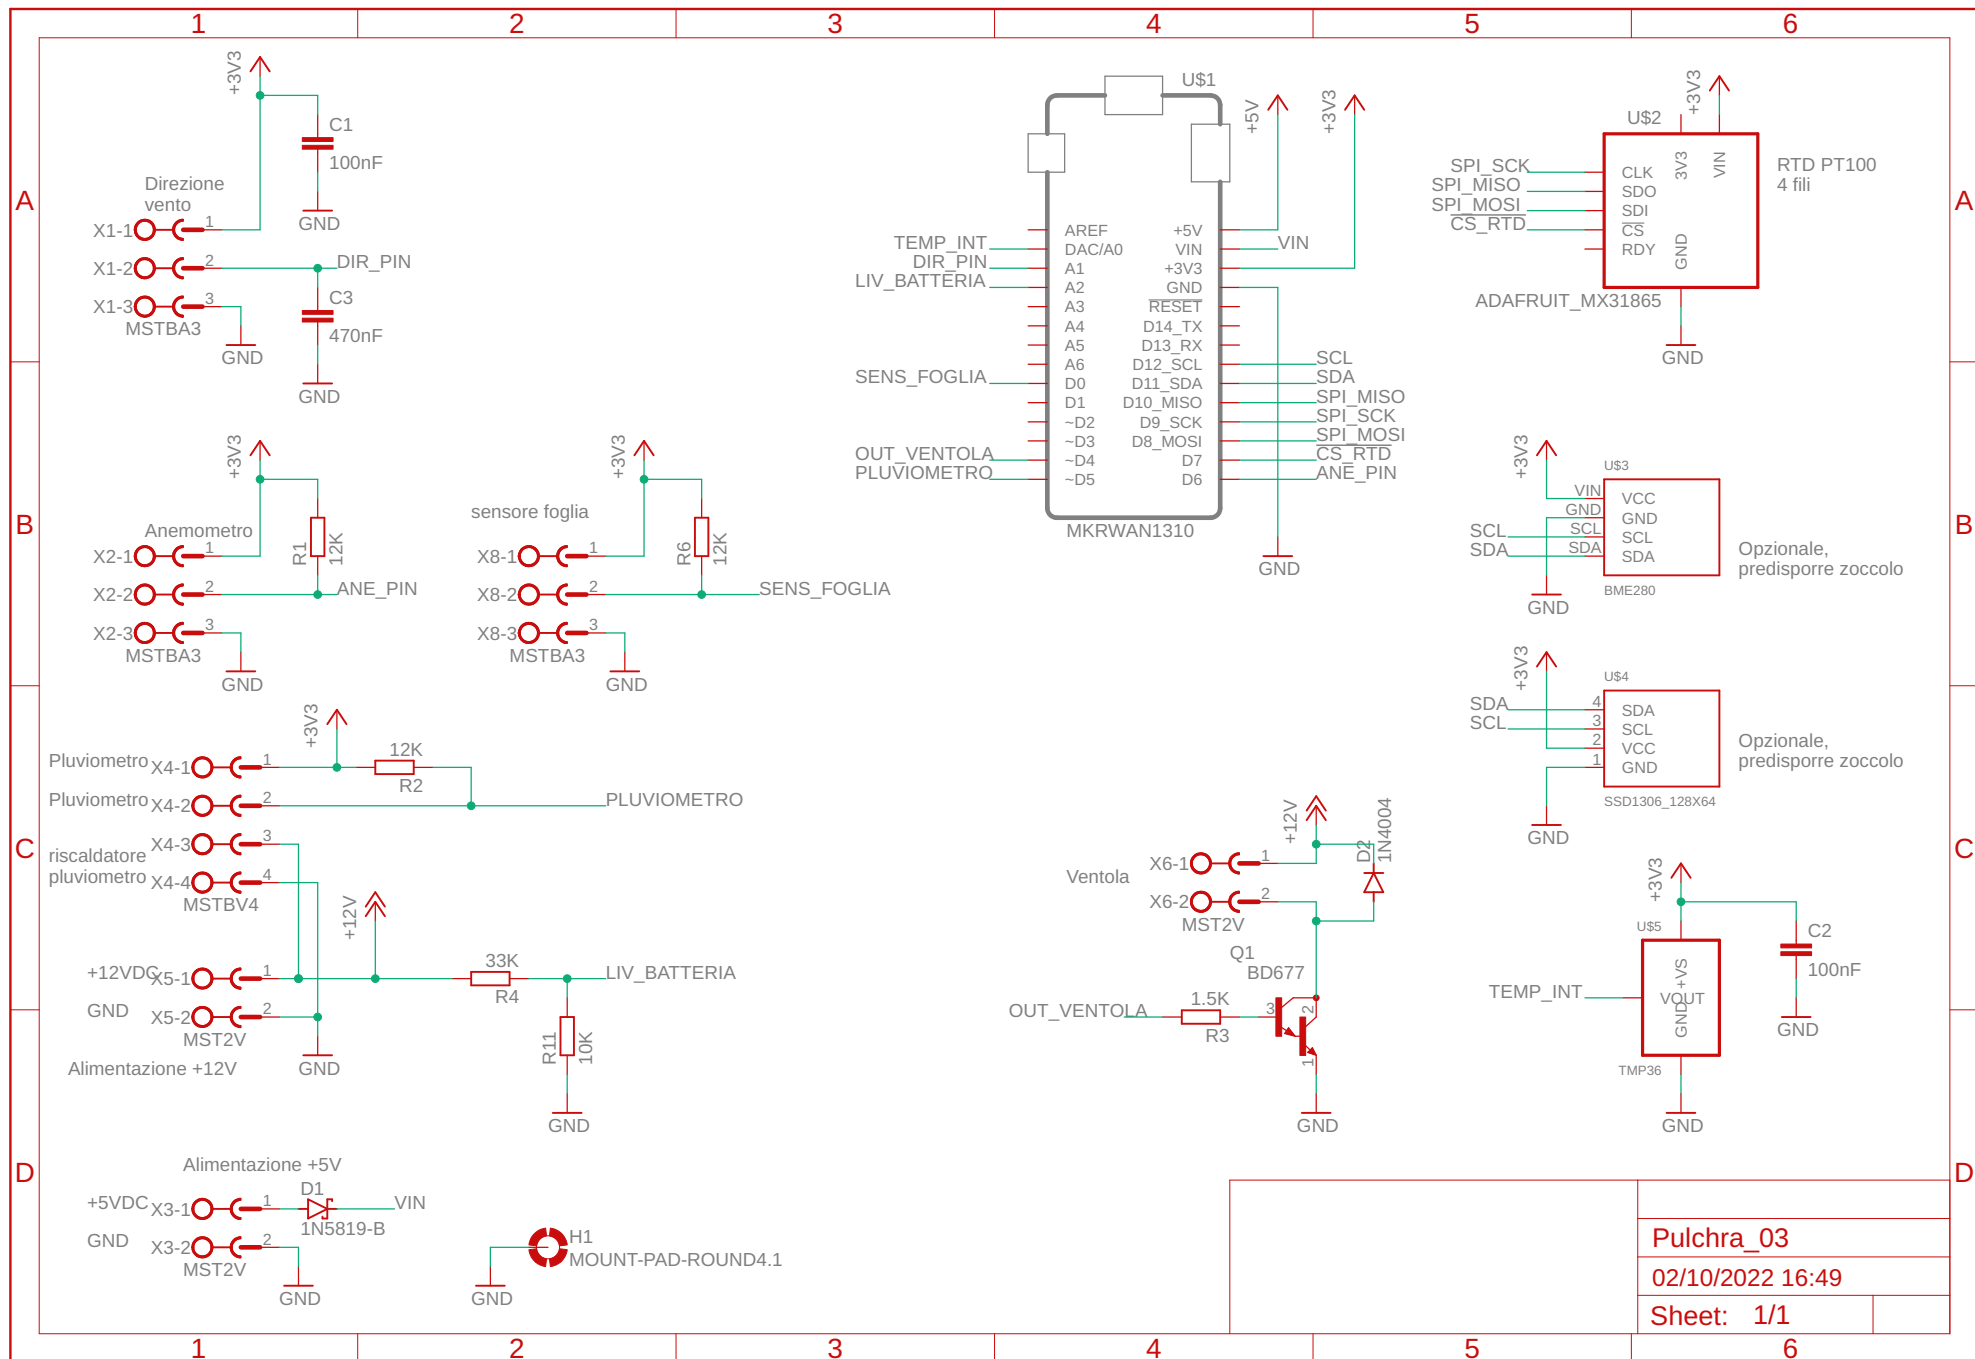 1 2 3 4 5 6
A
B
C
D
A
B
C
D
1 2 3 4 5 6
+3V3
C1
100nF
GND
Direzione
vento
X1-1 1
X1-2 2 DIR_PIN
X1-3 3
MSTBA3
C3
470nF
GND
GND
+3V3
Anemometro
R1
12K
X2-1 1
X2-2 2 ANE_PIN
X2-3 3
MSTBA3
GND
+3V3
sensore foglia
R6
12K
X8-1 1
X8-2 2 SENS_FOGLIA
X8-3 3
MSTBA3
GND
+3V3
12K
R2
Pluviometro X4-1 1
Pluviometro X4-2 2 PLUVIOMETRO
X4-3 3
riscaldatore
pluviometro X4-4 4
MSTBV4
+12V
33K
R4
+12VDC X5-1 1 LIV_BATTERIA
GND X5-2 2
MST2V
Alimentazione +12V
GND
R11
10K
GND
Alimentazione +5V
+5VDC X3-1 1 D1 VIN
1N5819-B
GND X3-2 2
MST2V
GND
H1
MOUNT-PAD-ROUND4.1
GND
U$1
+5V
+3V3
AREF +5V
TEMP_INT DAC/A0 VIN VIN
DIR_PIN A1 +3V3
LIV_BATTERIA A2 GND
A3 RESET
A4 D14_TX
A5 D13_RX
A6 D12_SCL SCL
SENS_FOGLIA D0 D11_SDA SDA
D1 D10_MISO SPI_MISO
~D2 D9_SCK SPI_SCK
~D3 D8_MOSI SPI_MOSI
OUT_VENTOLA ~D4 D7 CS_RTD
PLUVIOMETRO ~D5 D6 ANE_PIN
MKRWAN1310
GND
+12V
D2
1N4004
Ventola
X6-1 1
X6-2 2
MST2V
Q1
BD677
OUT_VENTOLA 1.5K 3 2 1
R3
GND
+3V3
U$2
3V3 VIN
SPI_SCK CLK
SPI_MISO SDO
SPI_MOSI SDI
CS_RTD CS
RDY
GND
RTD PT100
4 fili
ADAFRUIT_MX31865
GND
+3V3
U$3
VIN VCC
GND GND
SCL SCL SCL
SDA SDA SDA
BME280
Opzionale,
predisporre zoccolo
GND
+3V3
U$4
SDA 4 SDA
SCL 3 SCL
2 VCC
1 GND
SSD1306_128X64
Opzionale,
predisporre zoccolo
GND
+3V3
U$5
C2
100nF
GND
TEMP_INT VOUT
+VS
GND
TMP36
GND
Pulchra_03
02/10/2022 16:49
Sheet: 1/1